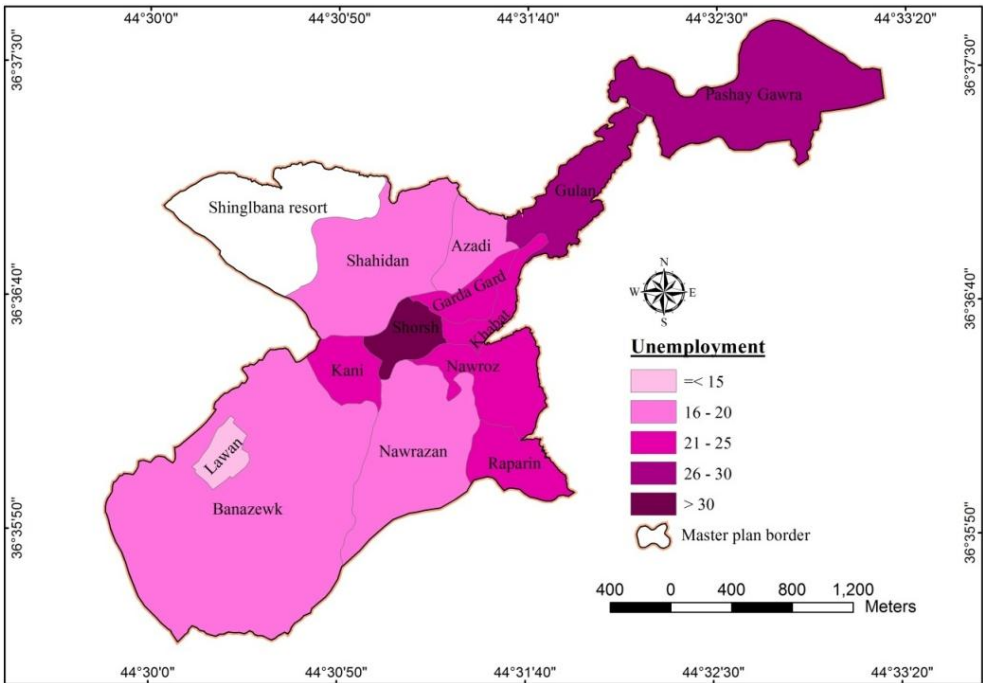 44°30'0" 44°30'50" 44°31'40" 44°32'30" 44°33'20"
36°37'30" 36°37'30"
Pashay Gawra
Gulan
Shinglbana resort
Azadi
Shahidan
N
W E
S
36°36'40" 36°36'40"
Garda Gard
Shorsh
Khabat
Kani
Nawroz
Unemployment
=< 15
16 - 20
21 - 25
26 - 30
> 30
Master plan border
Lawan
Nawrazan
Raparin
Banazewk
36°35'50" 36°35'50"
400 0 400 800 1,200
Meters
44°30'0" 44°30'50" 44°31'40" 44°32'30" 44°33'20"